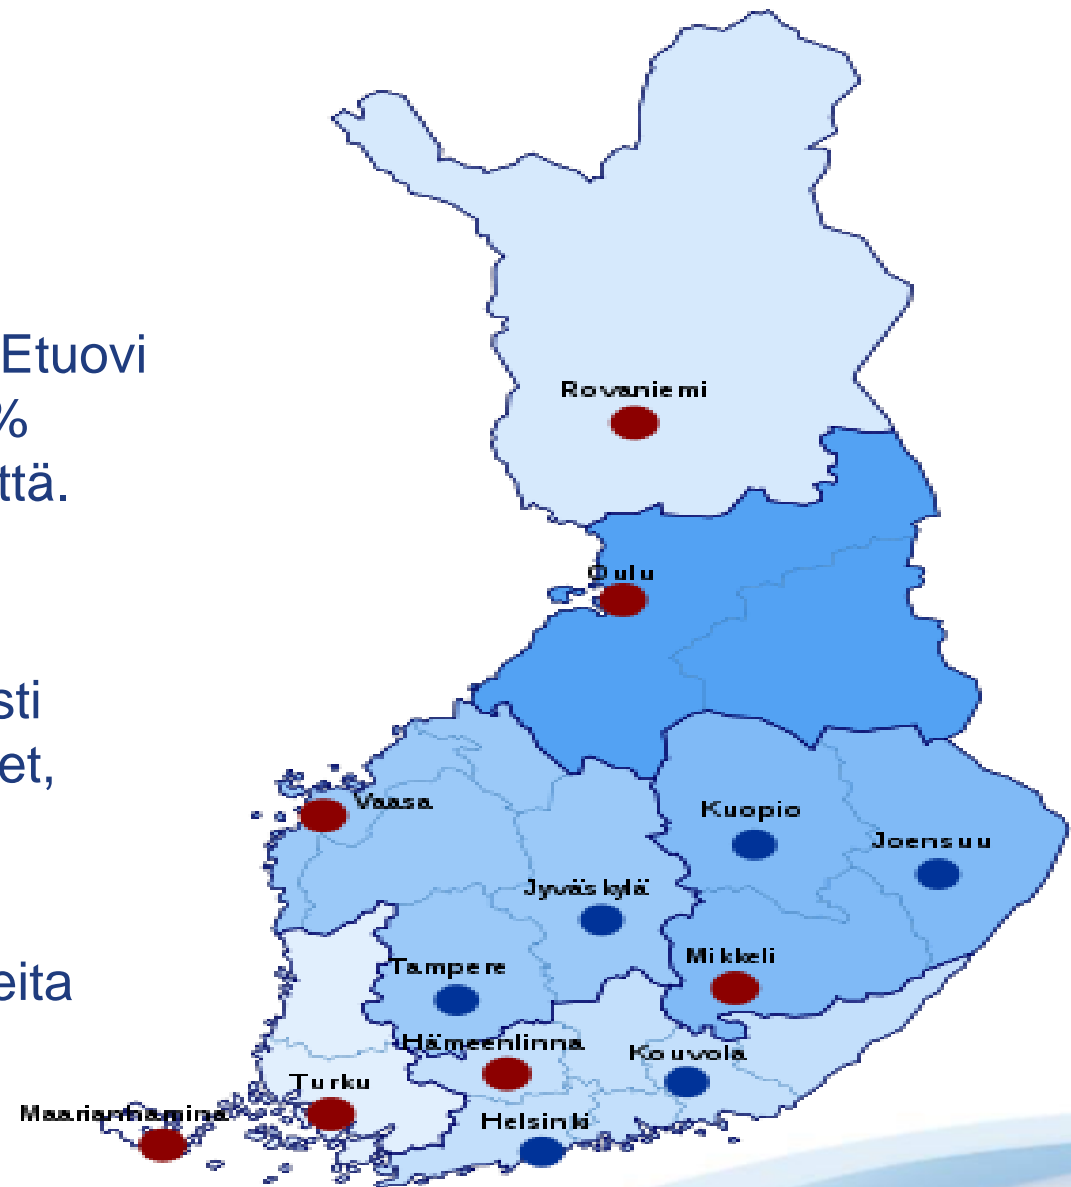 Etuovi
%
ttä.
sti
et,
eita
Rovaniemi
Oulu
Vaasa
Kuopio
Joensuu
Jyväskylä
Mikkeli
Tampere
Hämeenlinna
Kouvola
Turku
Maarianhamina
Helsinki